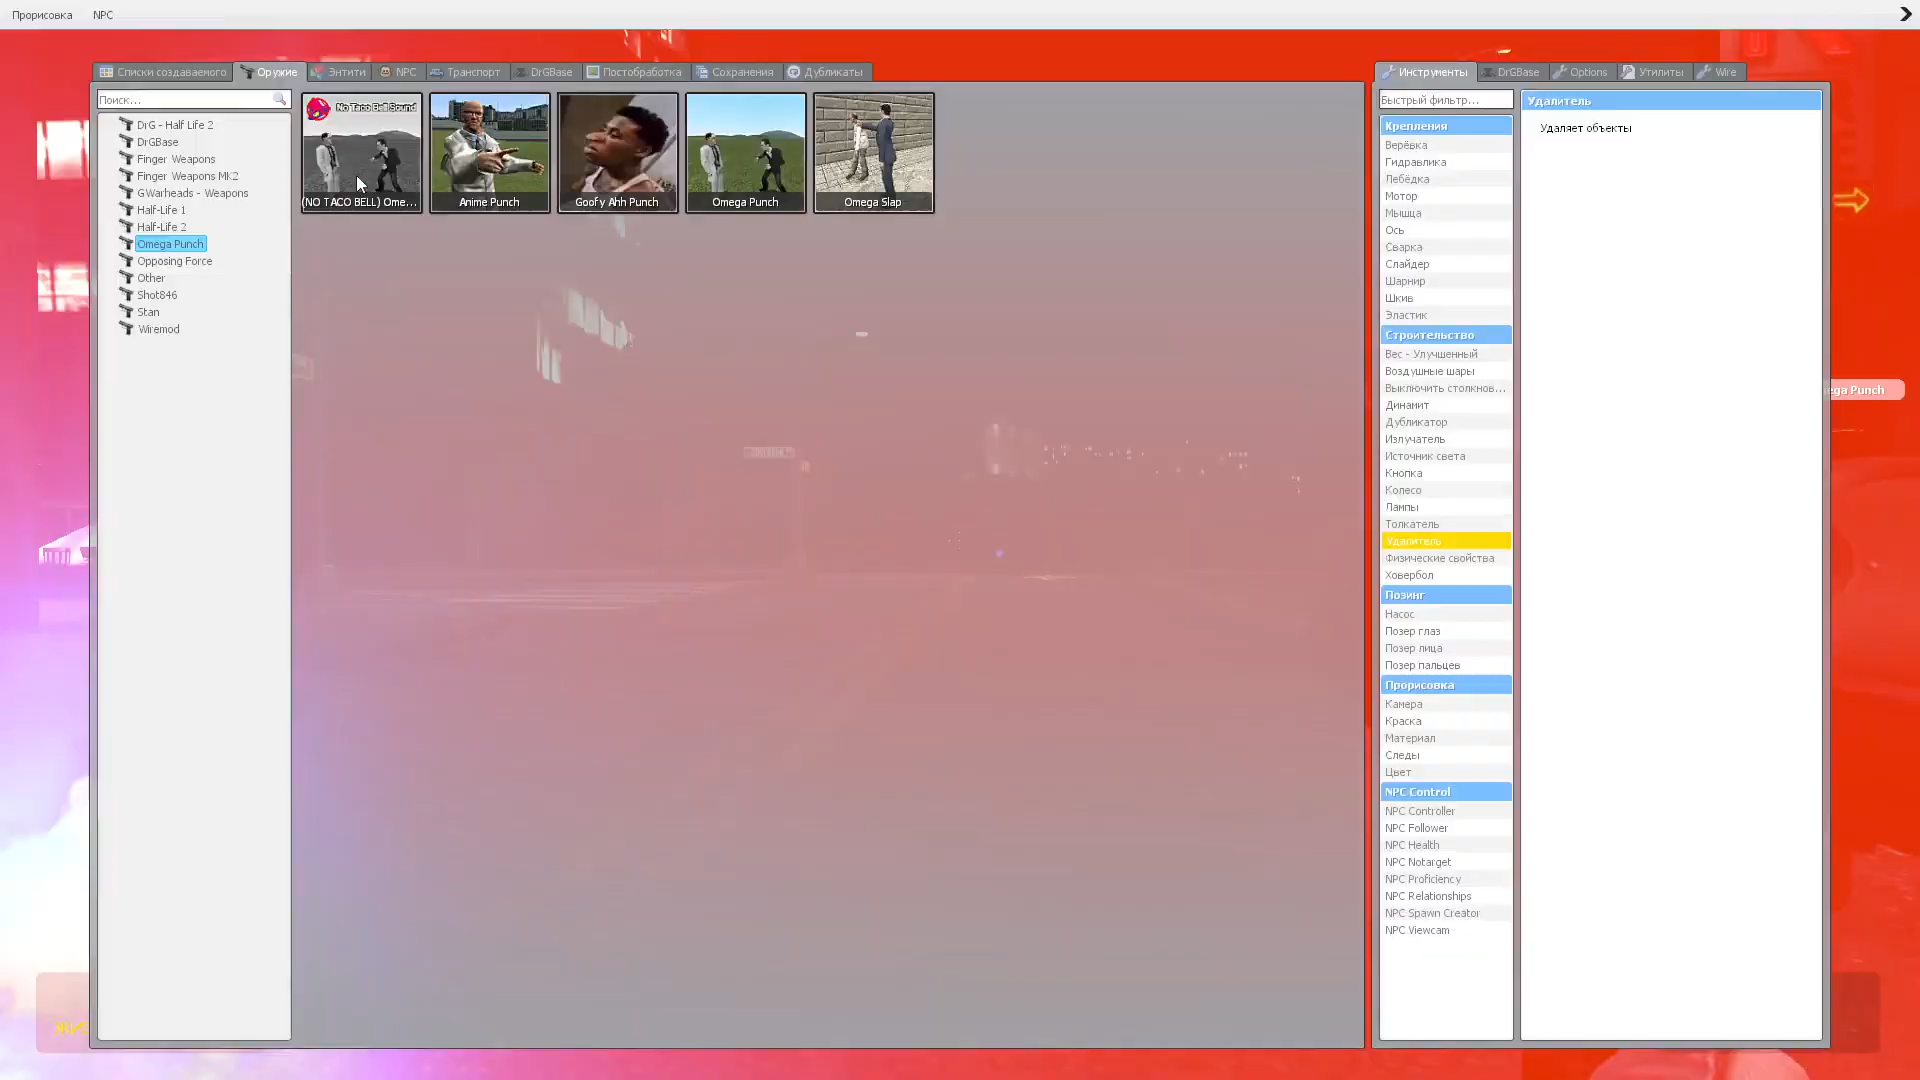 Прорисовка NPC
Списки создаваемого Оружие Энтити NPC Транспорт DrGBase Постобработка Сохранения Дубликаты
Инструменты DrGBase Options Утилиты Wire
Поиск...
DrG - Half Life 2
DrGBase
Finger Weapons
Finger Weapons MK2
GWarheads - Weapons
Half-Life 1
Half-Life 2
Omega Punch
Opposing Force
Other
Shot846
Stan
Wiremod
No Taco Bell Sound
(NO TACO BELL) Ome...
Anime Punch
Goofy Ahh Punch
Omega Punch
Omega Slap
Быстрый фильтр...
Крепления
Верёвка
Гидравлика
Лебёдка
Мотор
Мышца
Ось
Сварка
Слайдер
Шарнир
Шкив
Эластик
Строительство
Вес - Улучшенный
Воздушные шары
Выключить столкнов...
Динамит
Дубликатор
Излучатель
Источник света
Кнопка
Колесо
Лампы
Толкатель
Удалитель
Физические свойства
Ховербол
Позинг
Насос
Позер глаз
Позер лица
Позер пальцев
Прорисовка
Камера
Краска
Материал
Следы
Цвет
NPC Control
NPC Controller
NPC Follower
NPC Health
NPC Notarget
NPC Proficiency
NPC Relationships
NPC Spawn Creator
NPC Viewcam
Удалитель
Удаляет объекты
ega Punch